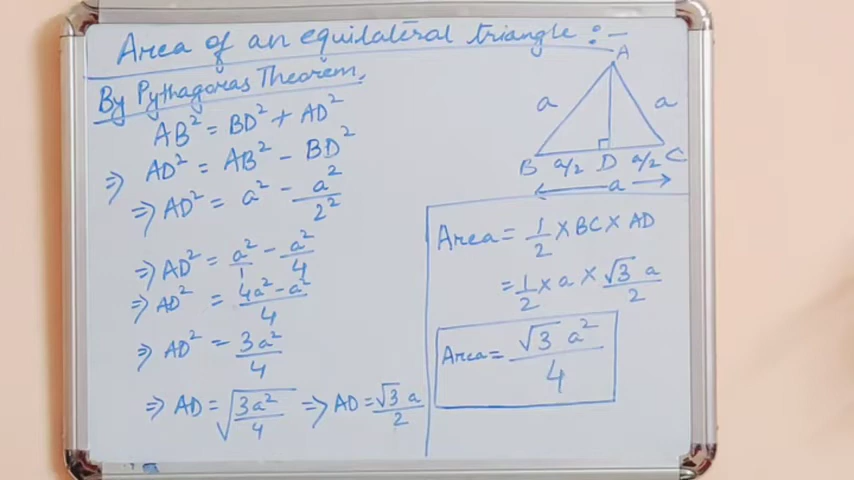 Area of an equilateral triangle :-
By Pythagoras Theorem,
AB² = BD² + AD²
⇒ AD² = AB² - BD²
⇒ AD² = a² - a²/2²
⇒ AD² = a²/1 - a²/4
⇒ AD² = 4a² - a²/4
⇒ AD² = 3a²/4
⇒ AD = √3a²/4 ⇒ AD = √3 a/2
A
a a
B a/2 D a/2 C
a
Area = 1/2 × BC × AD
= 1/2 × a × √3 a/2
Area = √3 a²/4